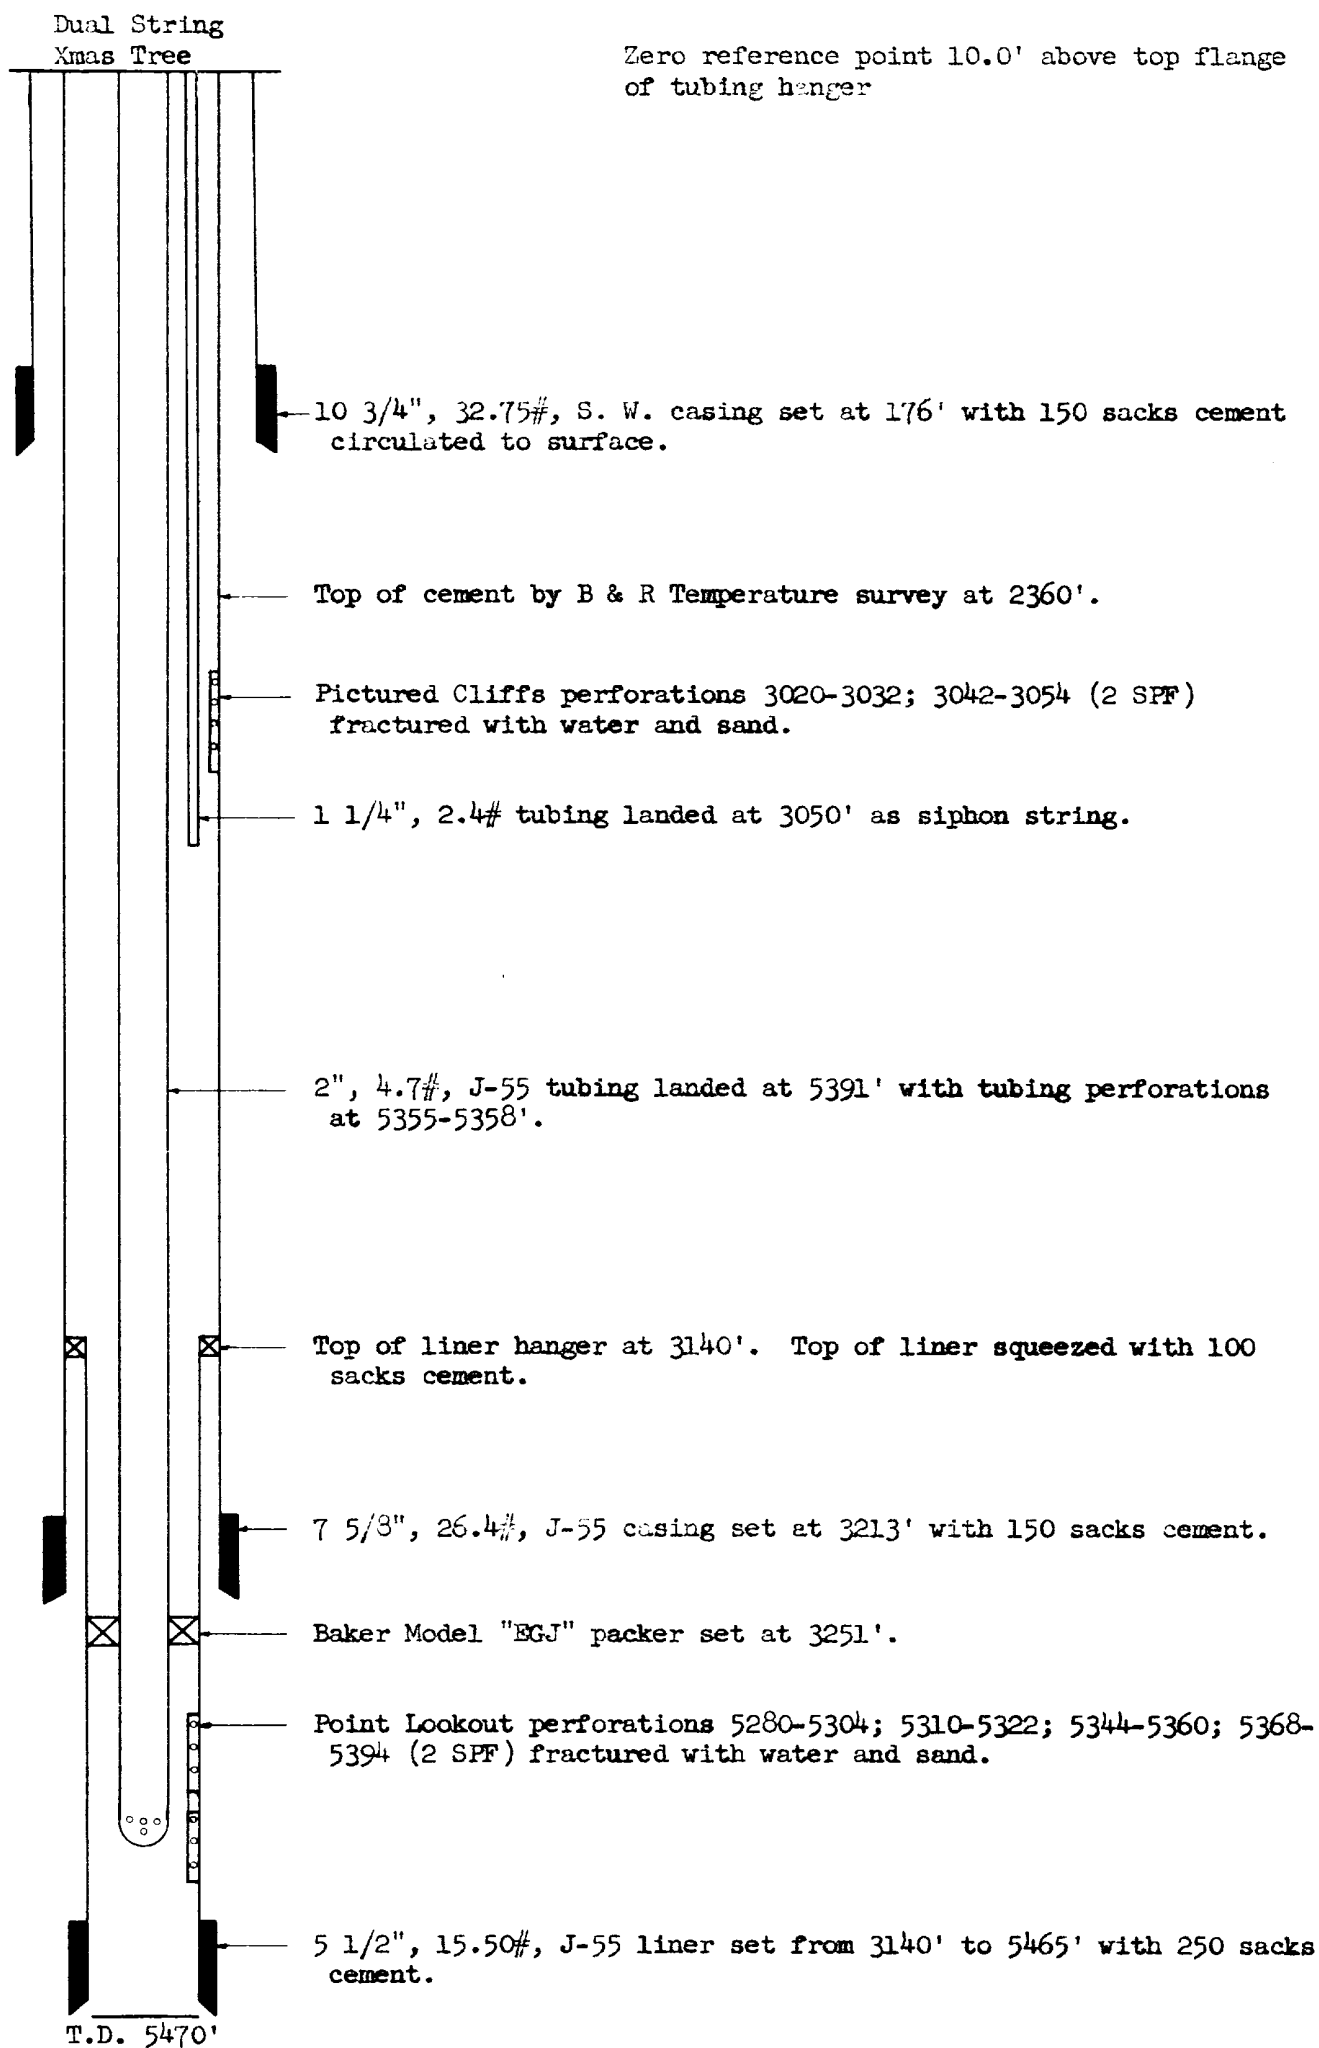 Dual String
Xmas Tree
Zero reference point 10.0' above top flange
of tubing hanger
10 3/4", 32.75#, S. W. casing set at 176' with 150 sacks cement
circulated to surface.
Top of cement by B & R Temperature survey at 2360'.
Pictured Cliffs perforations 3020-3032; 3042-3054 (2 SPF)
fractured with water and sand.
1 1/4", 2.4# tubing landed at 3050' as siphon string.
2", 4.7#, J-55 tubing landed at 5391' with tubing perforations
at 5355-5358'.
Top of liner hanger at 3140'. Top of liner squeezed with 100
sacks cement.
7 5/8", 26.4#, J-55 casing set at 3213' with 150 sacks cement.
Baker Model "EGJ" packer set at 3251'.
Point Lookout perforations 5280-5304; 5310-5322; 5344-5360; 5368-
5394 (2 SPF) fractured with water and sand.
5 1/2", 15.50#, J-55 liner set from 3140' to 5465' with 250 sacks
cement.
T.D. 5470'